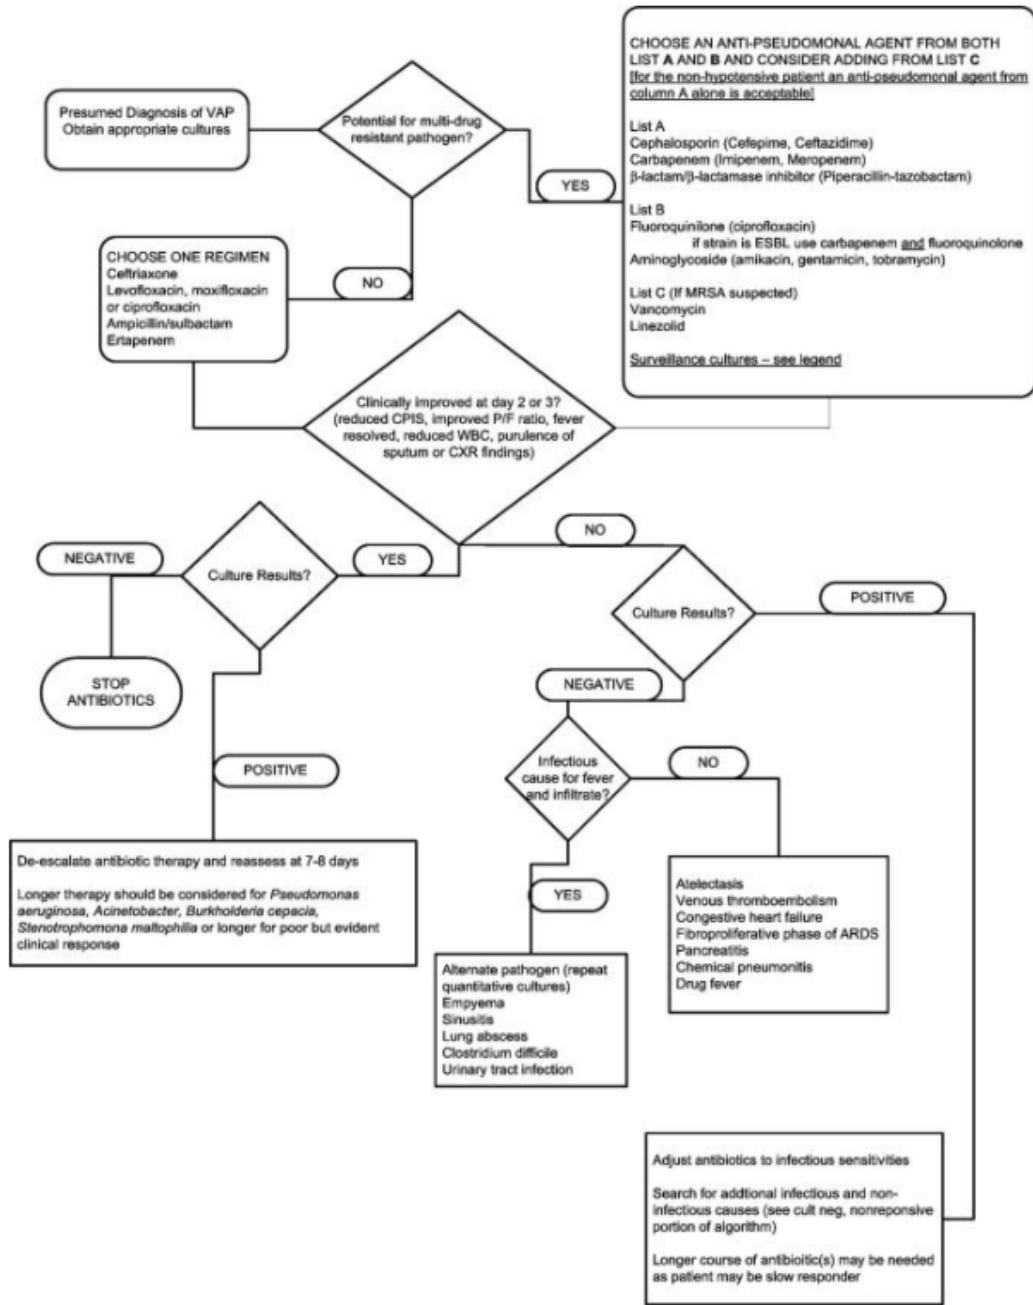 Presumed Diagnosis of VAP
Obtain appropriate cultures
Potential for multi-drug
resistant pathogen?
YES
CHOOSE AN ANTI-PSEUDOMONAL AGENT FROM BOTH
LIST A AND B AND CONSIDER ADDING FROM LIST C
[for the non-hypotensive patient an anti-pseudomonal agent from
column A alone is acceptable]
List A
Cephalosporin (Cefepime, Ceftazidime)
Carbapenem (Imipenem, Meropenem)
β-lactam/β-lactamase inhibitor (Piperacillin-tazobactam)
List B
Fluoroquinilone (ciprofloxacin)
if strain is ESBL use carbapenem and fluoroquinolone
Aminoglycoside (amikacin, gentamicin, tobramycin)
List C (If MRSA suspected)
Vancomycin
Linezolid
Surveillance cultures – see legend
NO
CHOOSE ONE REGIMEN
Ceftriaxone
Levofloxacin, moxifloxacin
or ciprofloxacin
Ampicillin/sulbactam
Ertapenem
Clinically improved at day 2 or 3?
(reduced CPIS, improved P/F ratio, fever
resolved, reduced WBC, purulence of
sputum or CXR findings)
NEGATIVE
Culture Results?
YES
NO
Culture Results?
POSITIVE
STOP
ANTIBIOTICS
POSITIVE
NEGATIVE
Infectious
cause for fever
and infiltrate?
NO
YES
De-escalate antibiotic therapy and reassess at 7-8 days
Longer therapy should be considered for Pseudomonas
aeruginosa, Acinetobacter, Burkholderia cepacia,
Stenotrophomona maltophilia or longer for poor but evident
clinical response
Alternate pathogen (repeat
quantitative cultures)
Empyema
Sinusitis
Lung abscess
Clostridium difficile
Urinary tract infection
Atelectasis
Venous thromboembolism
Congestive heart failure
Fibroproliferative phase of ARDS
Pancreatitis
Chemical pneumonitis
Drug fever
Adjust antibiotics to infectious sensitivities
Search for addtional infectious and non-
infectious causes (see cult neg, nonreponsive
portion of algorithm)
Longer course of antibioitic(s) may be needed
as patient may be slow responder